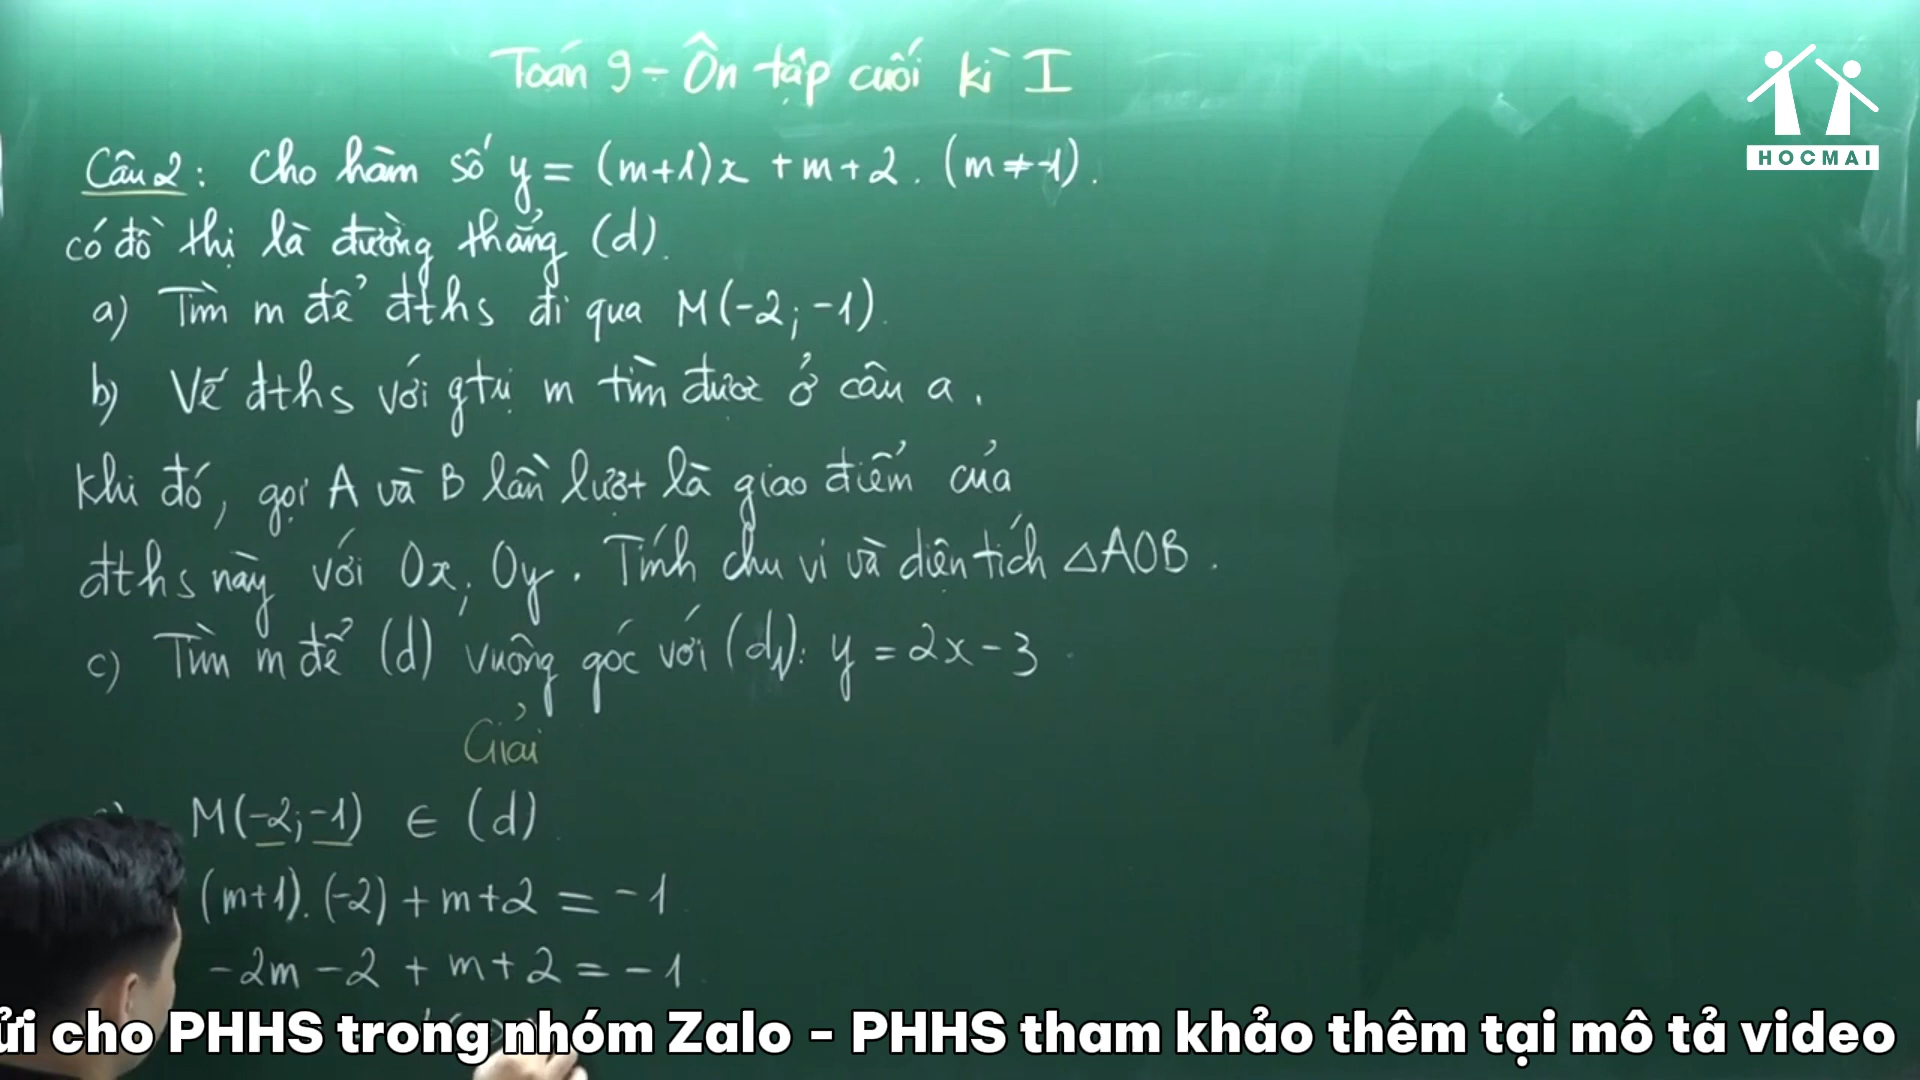 Toán 9 - Ôn tập cuối kì I
HOCMAI
Câu 2: Cho hàm số y = (m+1)x + m + 2. (m ≠ -1).
có đồ thị là đường thẳng (d).
a) Tìm m để đths đi qua M(-2; -1).
b) Vẽ đths với gtrị m tìm được ở câu a.
Khi đó, gọi A và B lần lượt là giao điểm của
đths này với Ox, Oy. Tính chu vi và diện tích △AOB.
c) Tìm m để (d) vuông góc với (d₁): y = 2x - 3.
Giải
M(-2; -1) ∈ (d).
(m+1).(-2) + m + 2 = -1
-2m - 2 + m + 2 = -1.
cho PHHS trong nhóm Zalo - PHHS tham khảo thêm tại mô tả video